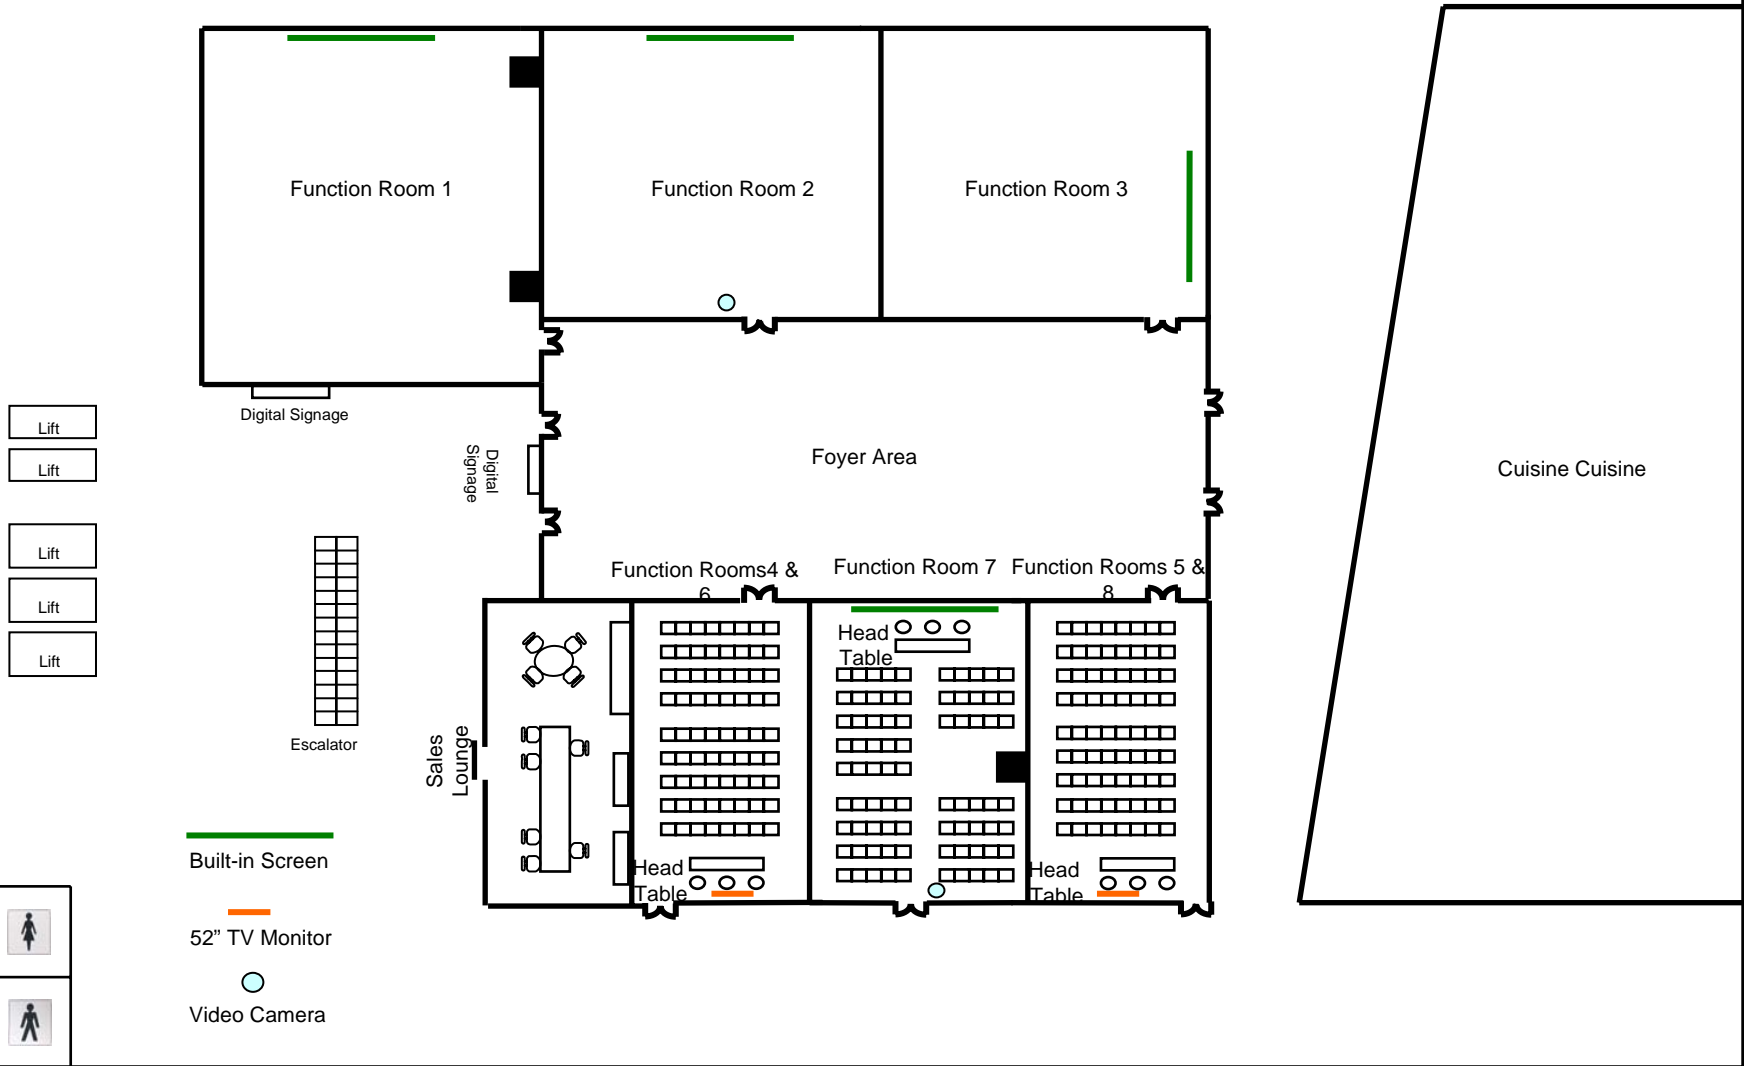 Function Room 1
Function Room 2
Function Room 3
Digital Signage
Lift
Lift
Lift
Lift
Lift
Digital
Signage
Foyer Area
Cuisine Cuisine
Function Rooms4 &
6
Function Room 7
Function Rooms 5 &
8
Head
Table
Escalator
Sales
Lounge
Head
Table
Head
Table
Built-in Screen
52” TV Monitor
Video Camera